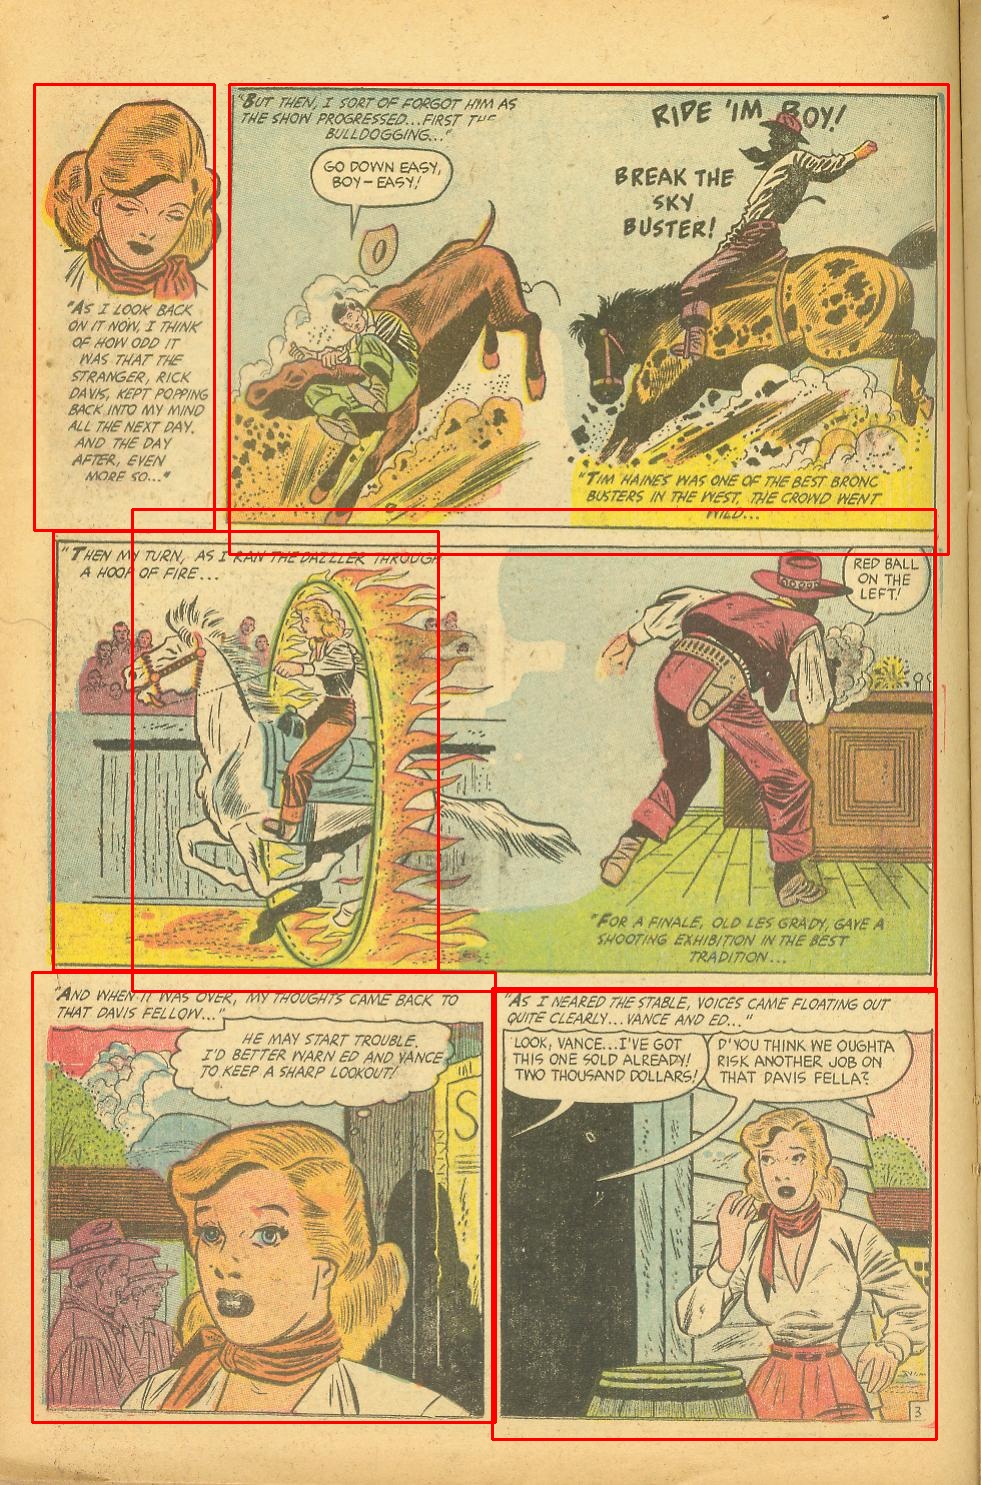 "AS I LOOK BACK
ON IT NOW, I THINK
OF HOW ODD IT
WAS THAT THE
STRANGER, RICK
DAVIS, KEPT POPPING
BACK INTO MY MIND
ALL THE NEXT DAY.
AND THE DAY
AFTER, EVEN
MORE SO..."
"BUT THEN, I SORT OF FORGOT HIM AS
THE SHOW PROGRESSED...FIRST THE
BULLDOGGING..."
GO DOWN EASY,
BOY-EASY!
RIDE 'IM BOY!
BREAK THE
SKY
BUSTER!
"TIM HAINES WAS ONE OF THE BEST BRONC
BUSTERS IN THE WEST, THE CROWD WENT
WILD...
"THEN MY TURN, AS I RAN THE DAZZLER THROUGH
A HOOP OF FIRE...
RED BALL
ON THE
LEFT!
"FOR A FINALE, OLD LES GRADY, GAVE A
SHOOTING EXHIBITION IN THE BEST
TRADITION...
"AND WHEN IT WAS OVER, MY THOUGHTS CAME BACK TO
THAT DAVIS FELLOW..."
HE MAY START TROUBLE.
I'D BETTER WARN ED AND VANCE
TO KEEP A SHARP LOOKOUT!
S
"AS I NEARED THE STABLE, VOICES CAME FLOATING OUT
QUITE CLEARLY...VANCE AND ED..."
LOOK, VANCE...I'VE GOT
THIS ONE SOLD ALREADY!
TWO THOUSAND DOLLARS!
D'YOU THINK WE OUGHTA
RISK ANOTHER JOB ON
THAT DAVIS FELLA?
3